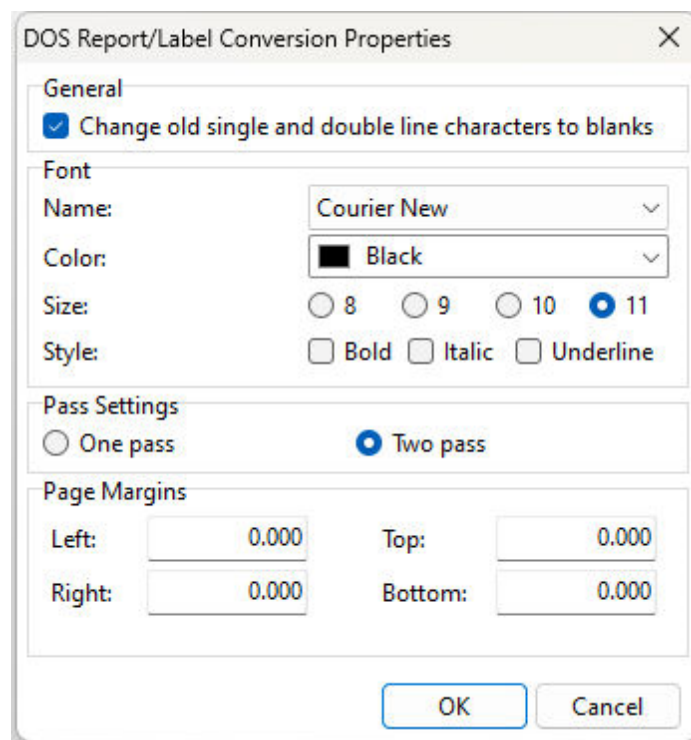 DOS Report/Label Conversion Properties
General
Change old single and double line characters to blanks
Font
Name: Courier New
Color: Black
Size: 8 9 10 11
Style: Bold Italic Underline
Pass Settings
One pass Two pass
Page Margins
Left: 0.000 Top: 0.000
Right: 0.000 Bottom: 0.000
OK Cancel